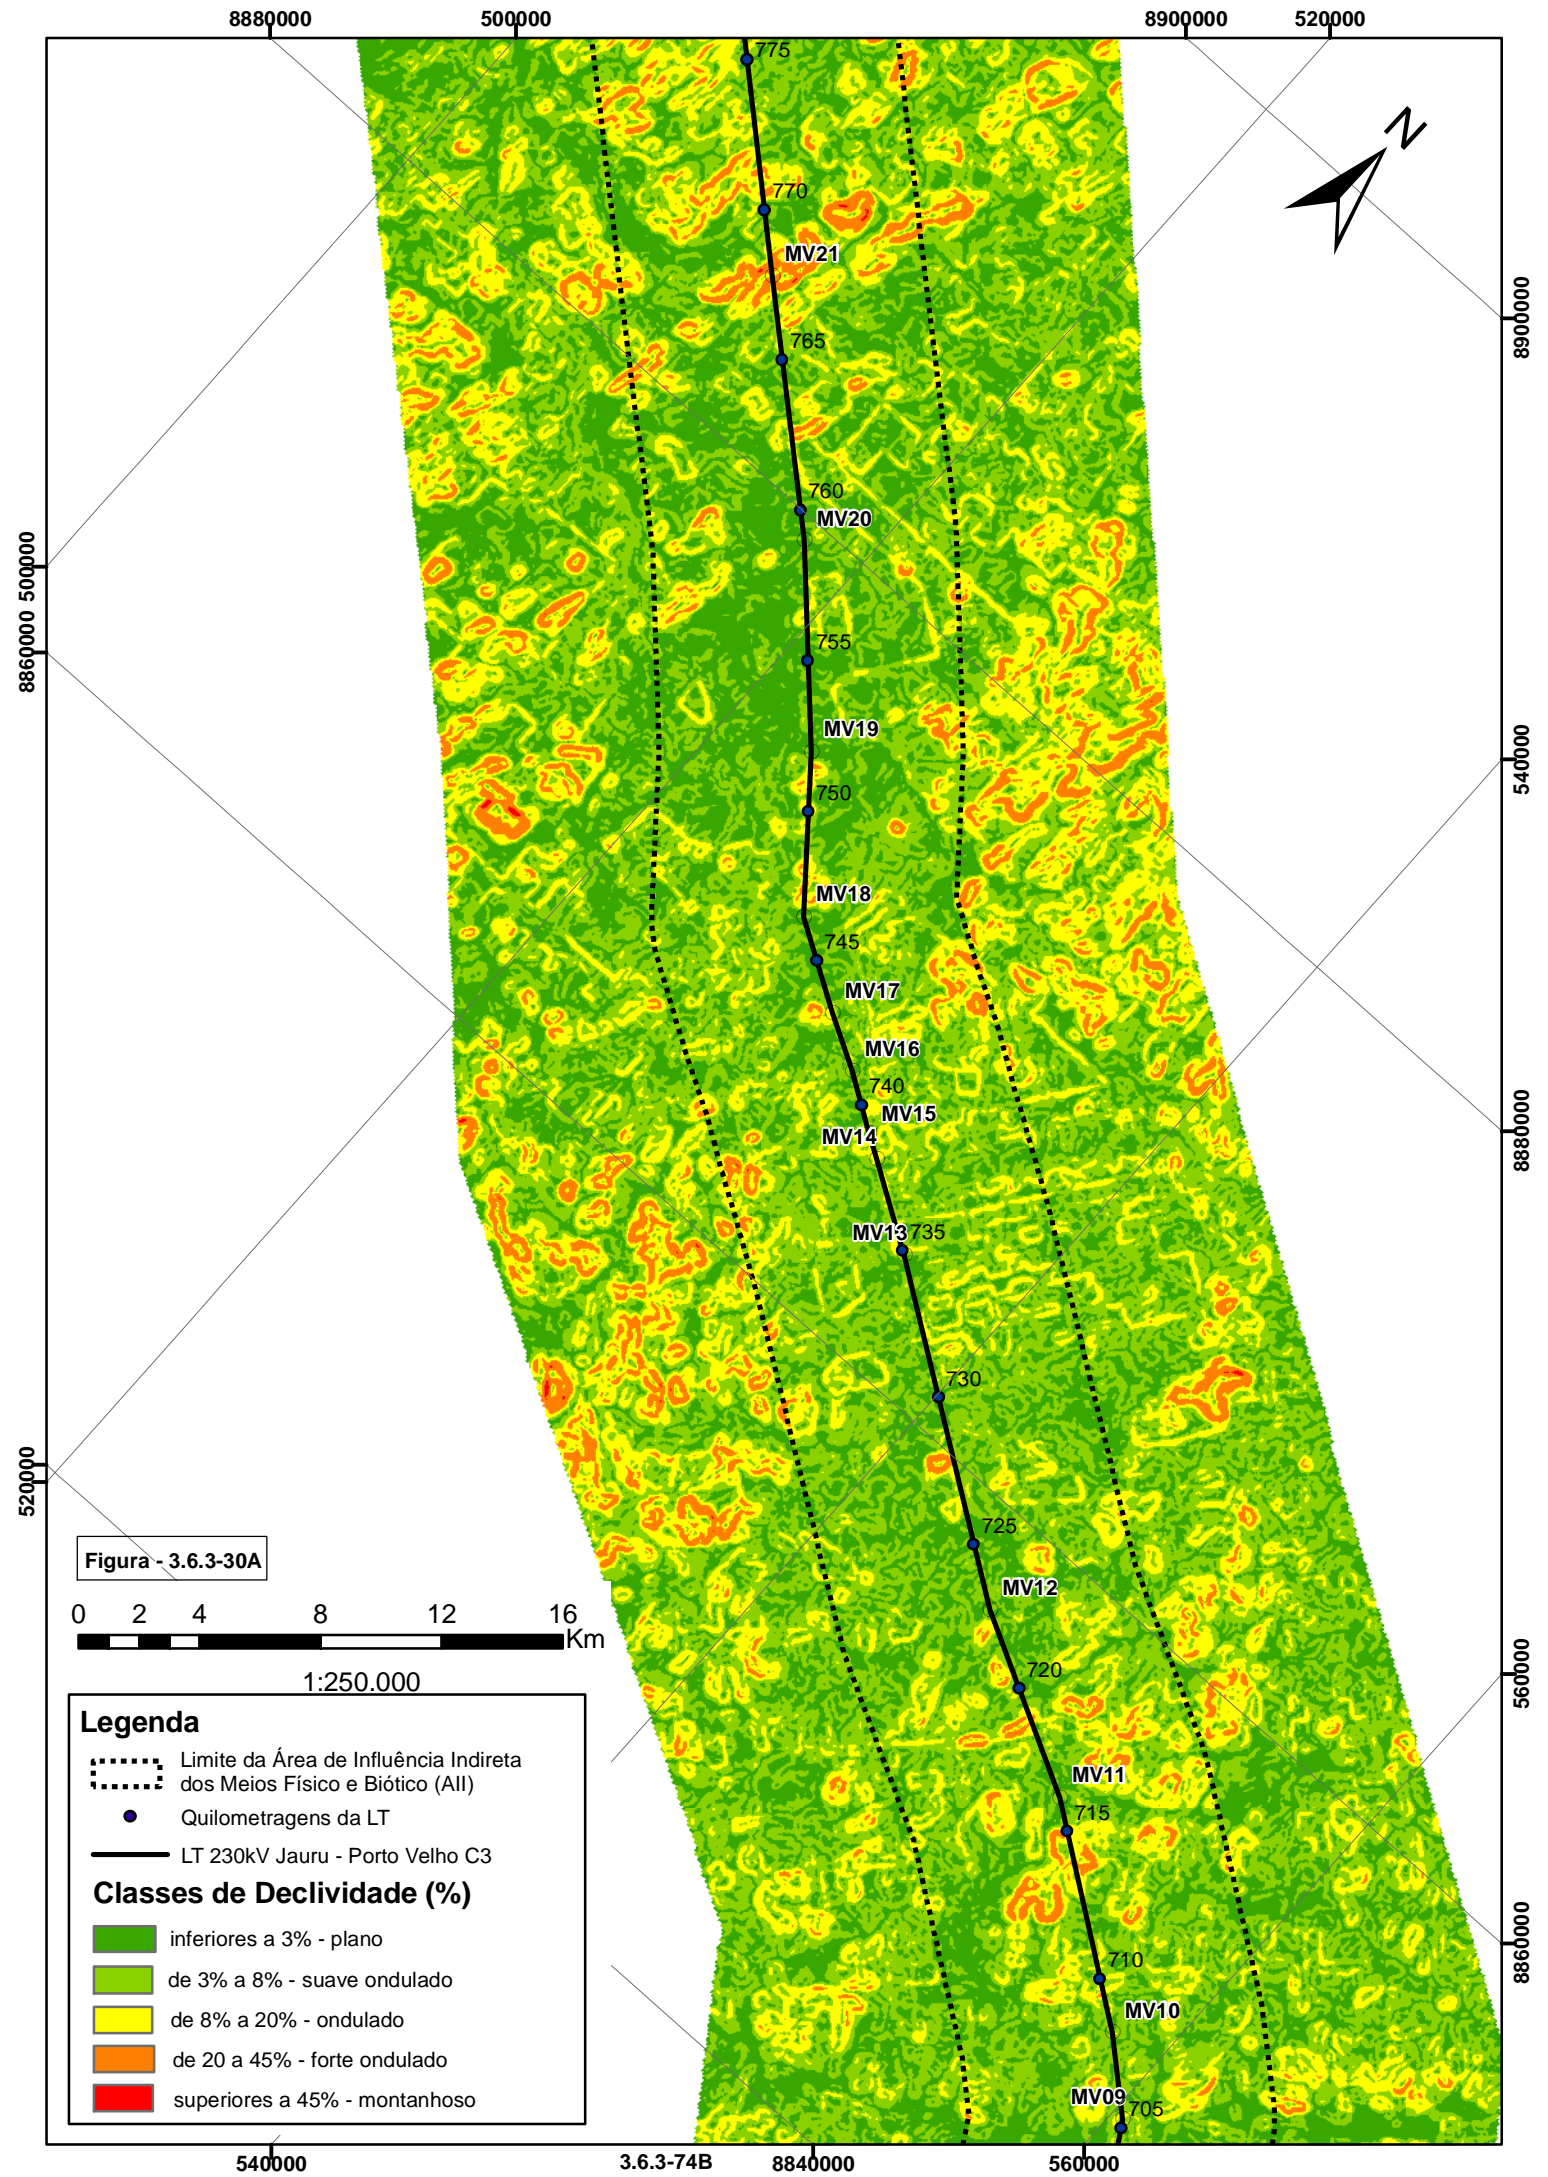 8880000
500000
8900000
520000
775
N
770
MV21
8900000
765
760
MV20
500000
8860000
755
MV19
540000
750
MV18
745
MV17
MV16
740
MV15
MV14
8880000
MV13
735
730
520000
725
Figura - 3.6.3-30A
MV12
0 2 4 8 12 16
Km
1:250.000
720
560000
Legenda
Limite da Área de Influência Indireta
dos Meios Físico e Biótico (AII)
MV11
Quilometragens da LT
715
LT 230kV Jauru - Porto Velho C3
Classes de Declividade (%)
inferiores a 3% - plano
8860000
de 3% a 8% - suave ondulado
710
de 8% a 20% - ondulado
MV10
de 20 a 45% - forte ondulado
superiores a 45% - montanhoso
MV09
705
540000
3.6.3-74B
8840000
560000